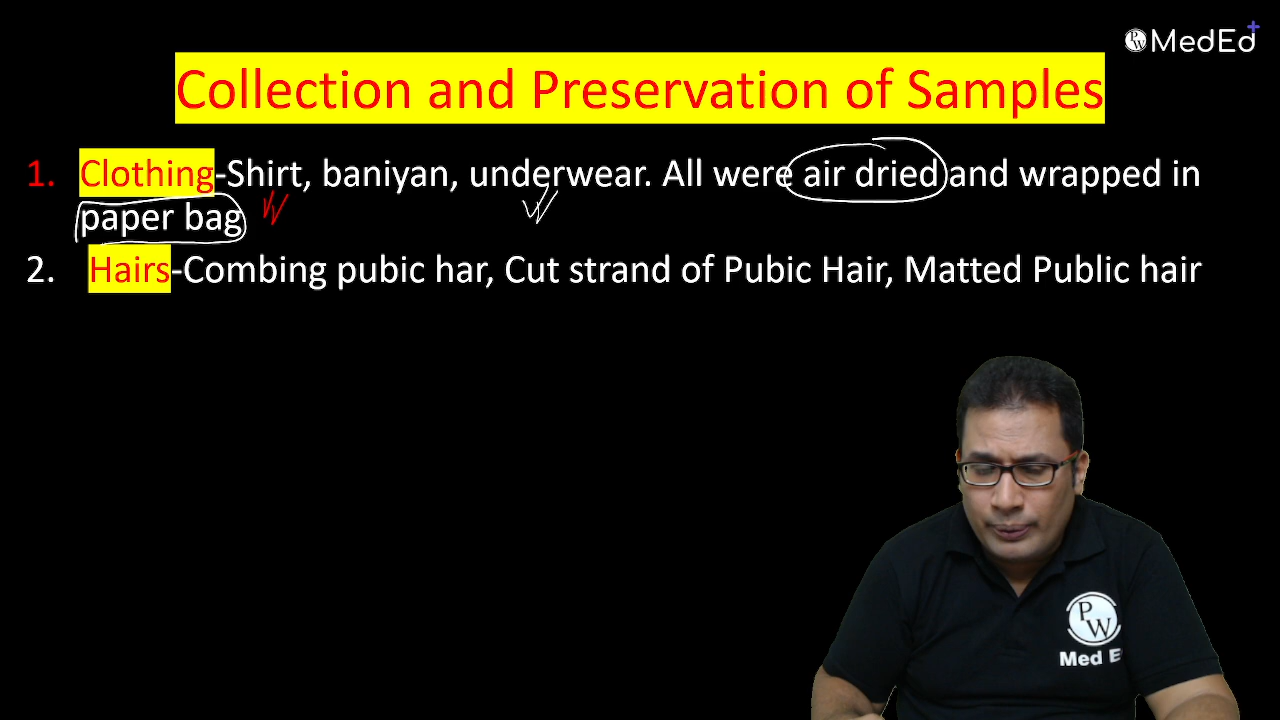 PW MedEd+
Collection and Preservation of Samples
1. Clothing-Shirt, baniyan, underwear. All were air dried and wrapped in
paper bag
2. Hairs-Combing pubic har, Cut strand of Pubic Hair, Matted Public hair
PW
Med E